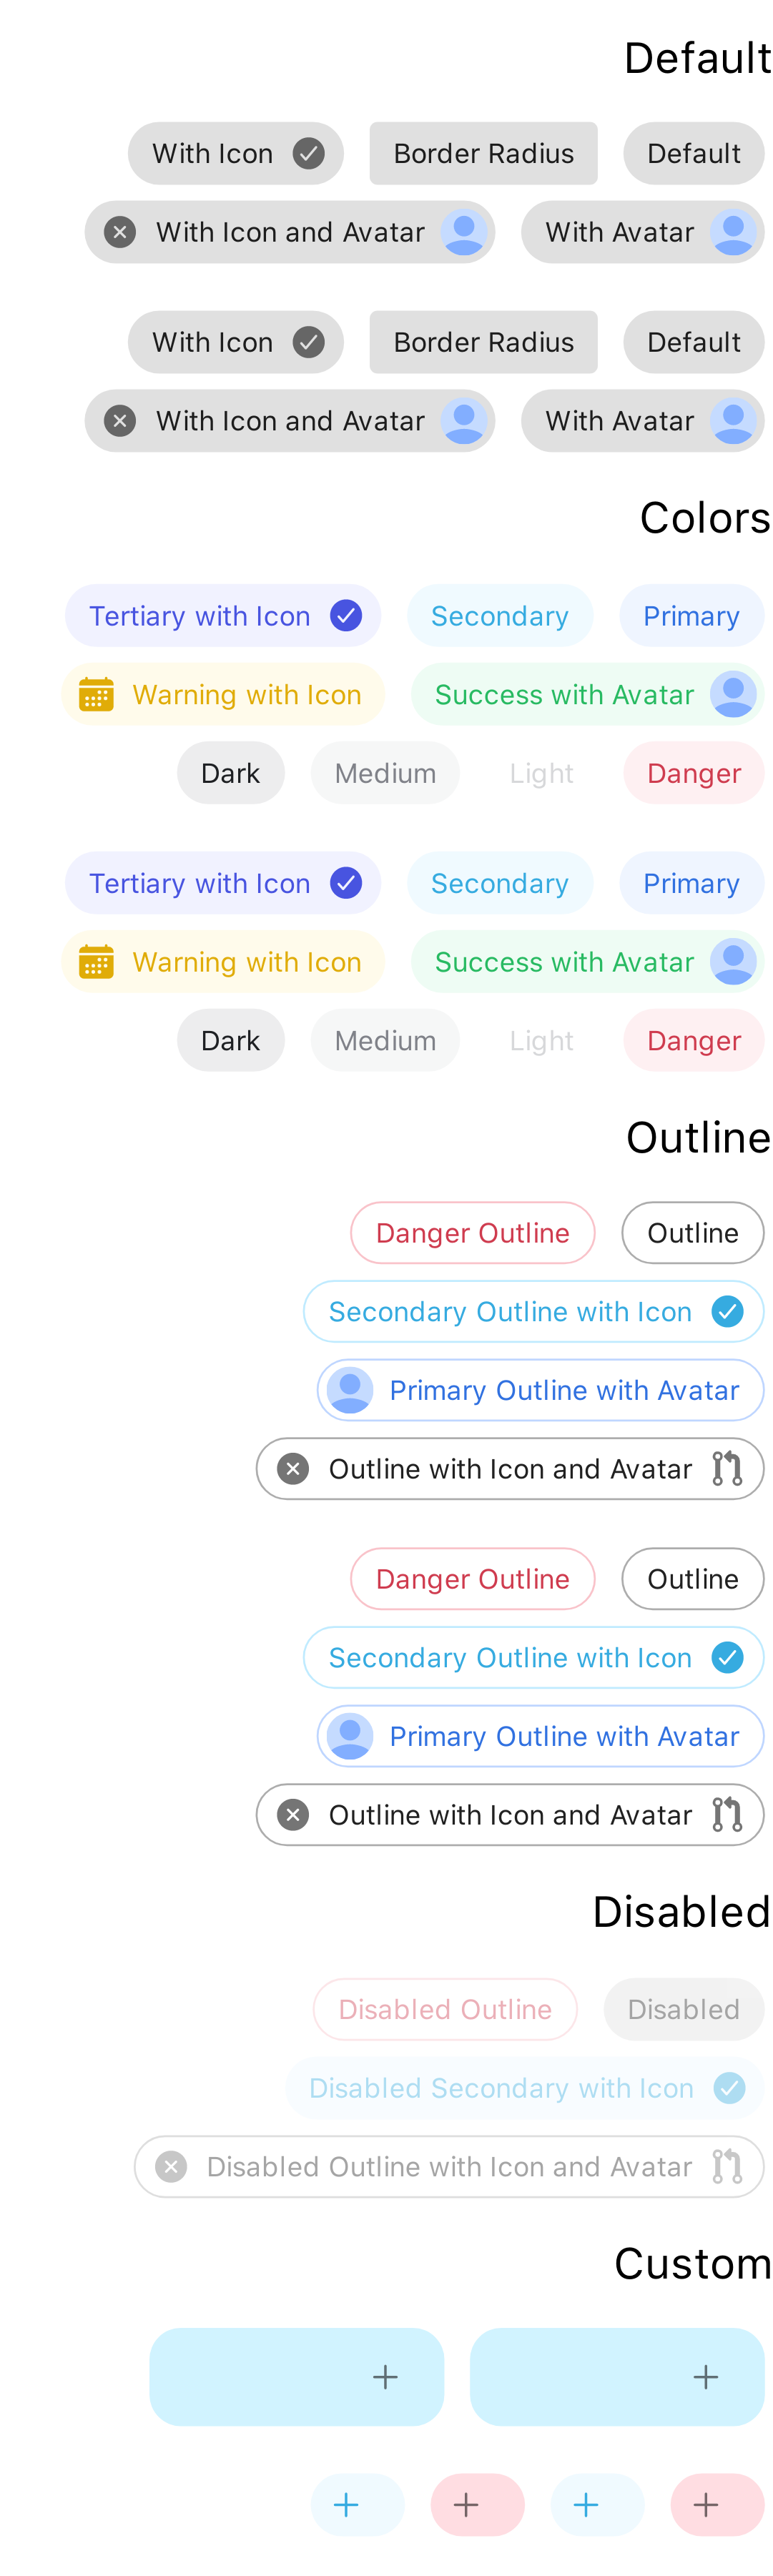 Default
With Icon Border Radius Default
With Icon and Avatar With Avatar
With Icon Border Radius Default
With Icon and Avatar With Avatar
Colors
Tertiary with Icon Secondary Primary
Warning with Icon Success with Avatar
Dark Medium Light Danger
Tertiary with Icon Secondary Primary
Warning with Icon Success with Avatar
Dark Medium Light Danger
Outline
Danger Outline Outline
Secondary Outline with Icon
Primary Outline with Avatar
Outline with Icon and Avatar
Danger Outline Outline
Secondary Outline with Icon
Primary Outline with Avatar
Outline with Icon and Avatar
Disabled
Disabled Outline Disabled
Disabled Secondary with Icon
Disabled Outline with Icon and Avatar
Custom